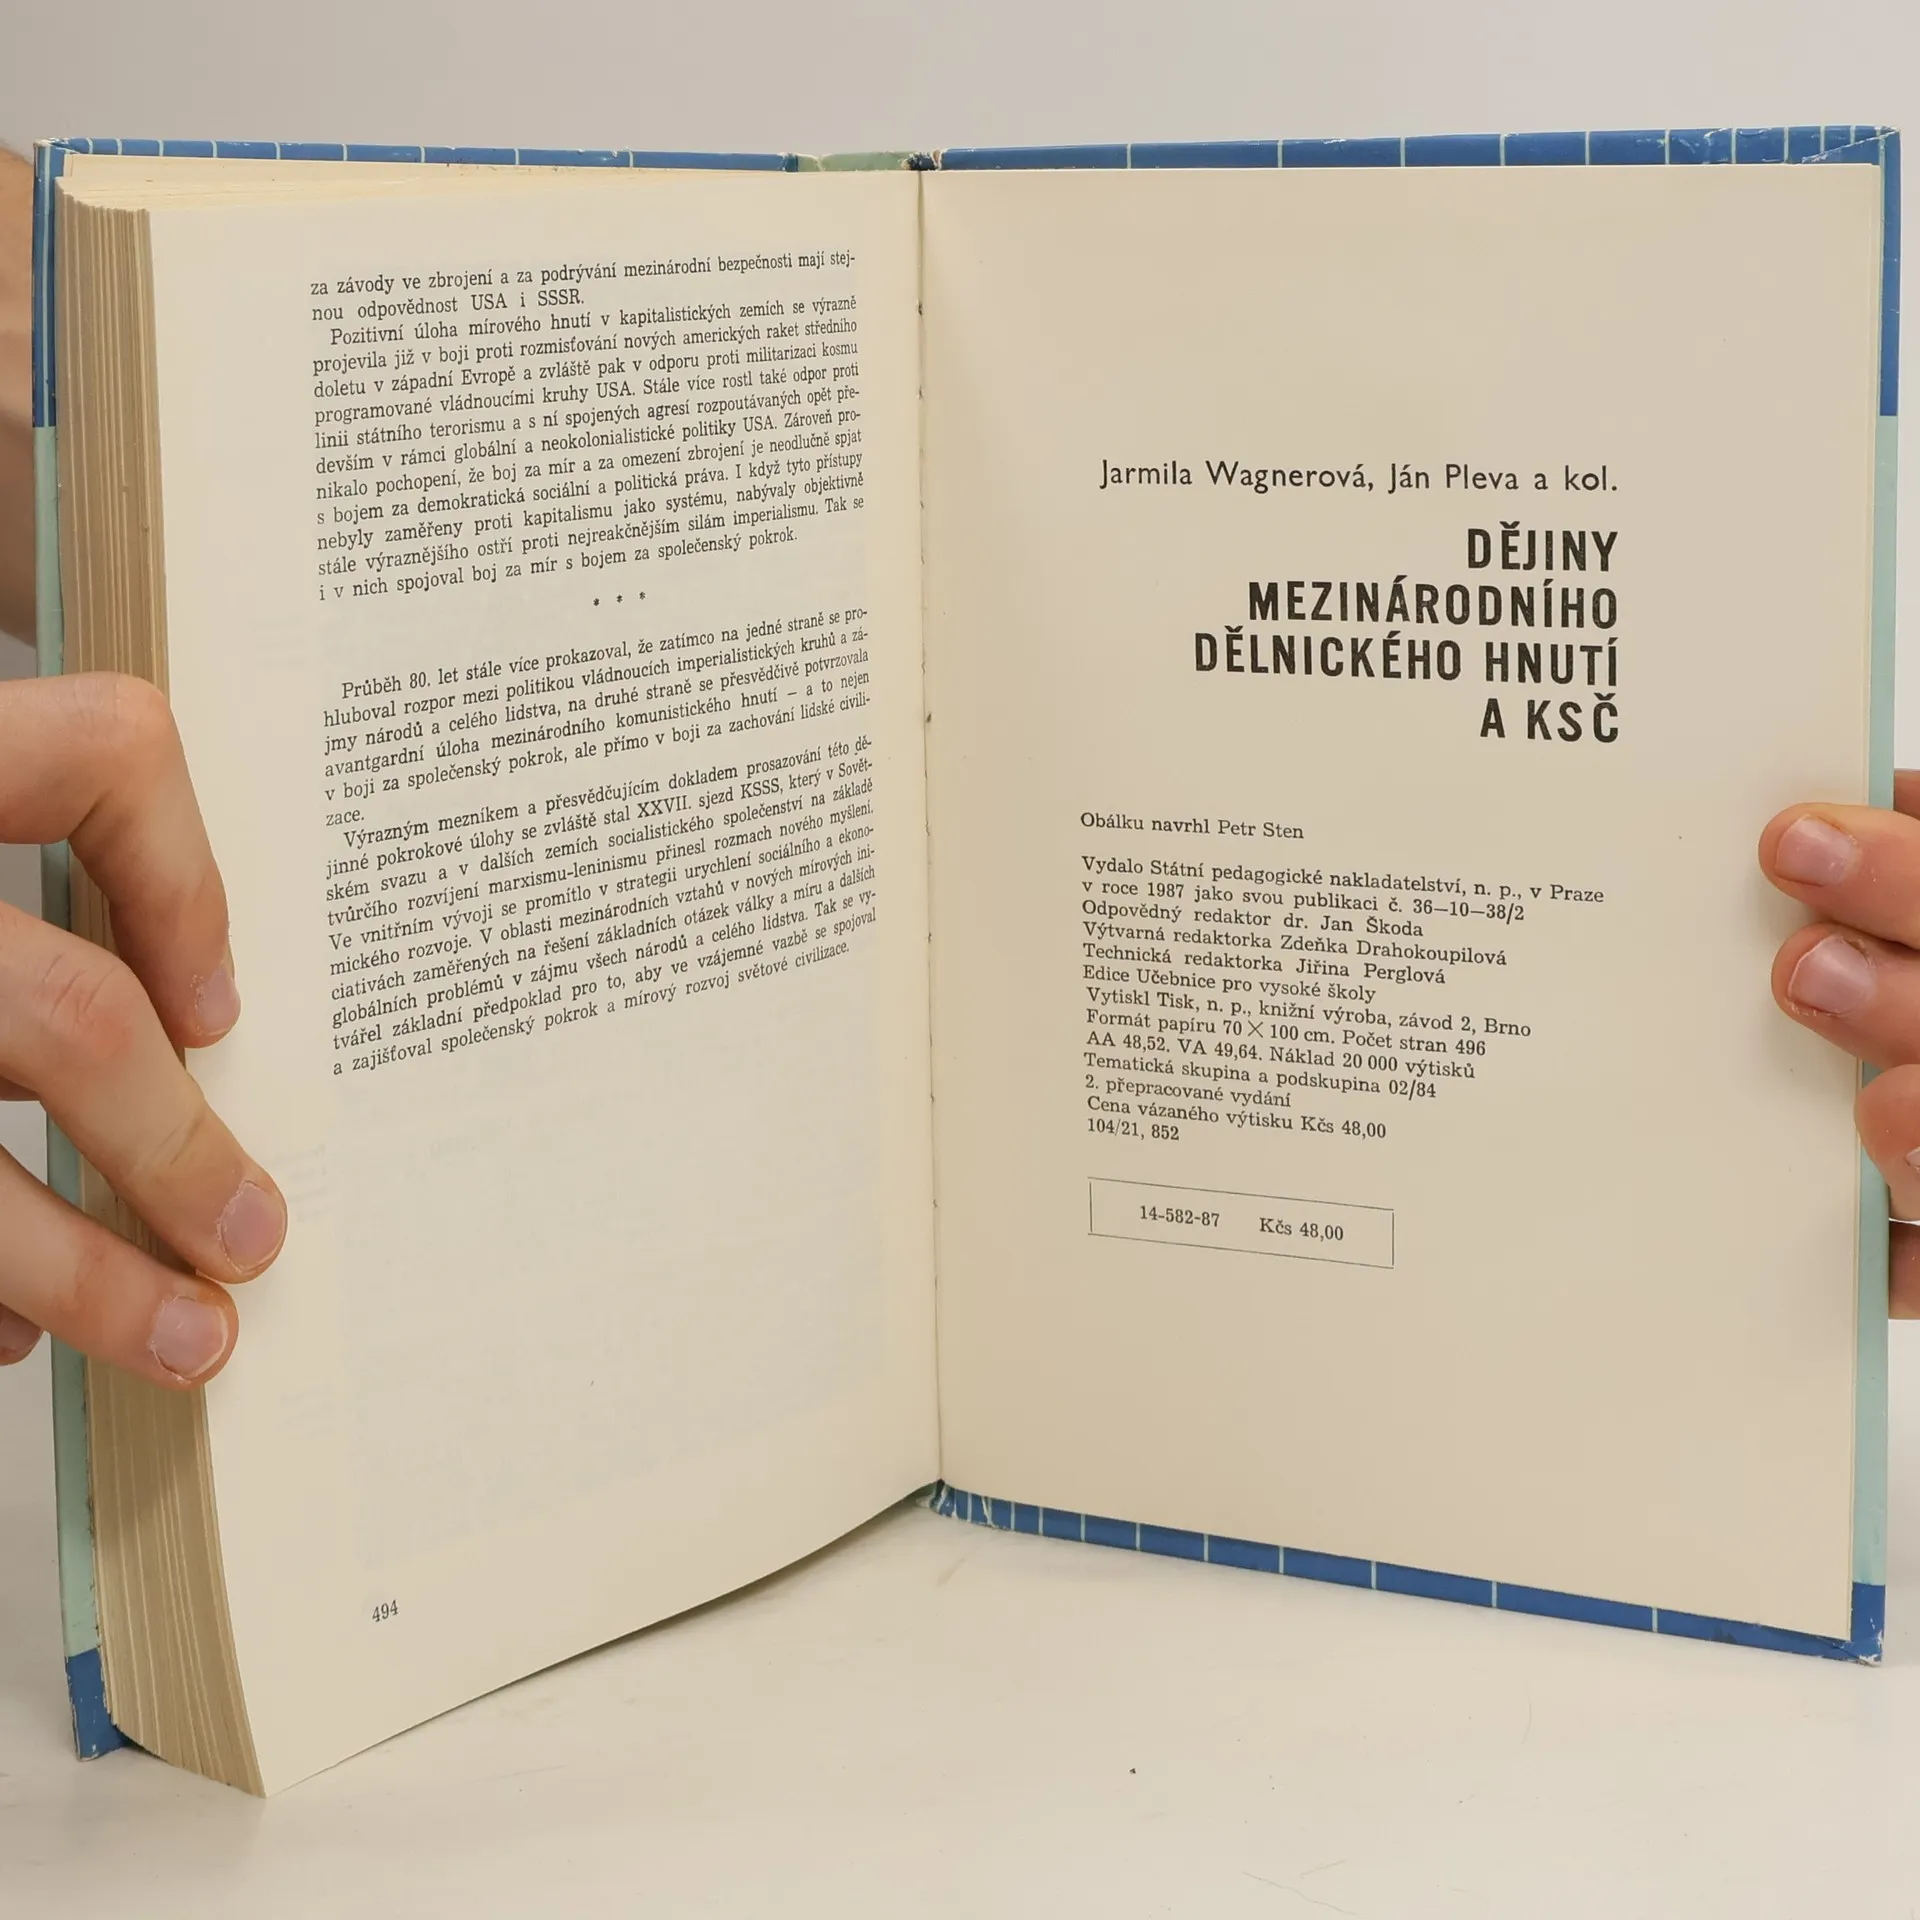 za závody ve zbrojení a za podrývání mezinárodní bezpečnosti mají stej-
nou odpovědnost USA i SSSR.
Pozitivní úloha mírového hnutí v kapitalistických zemích se výrazně
projevila již v boji proti rozmisťování nových amerických raket středního
doletu v západní Evropě a zvláště pak v odporu proti militarizaci kosmu
programované vládnoucími kruhy USA. Stále více rostl také odpor proti
linii státního terorismu a s ní spojených agresí rozpoutávaných opět pře-
devším v rámci globální a neokolonialistické politiky USA. Zároveň pro-
nikalo pochopení, že boj za mír a za omezení zbrojení je neodlučně spjat
s bojem za demokratická sociální a politická práva. I když tyto přístupy
nebyly zaměřeny proti kapitalismu jako systému, nabývaly objektivně
stále výraznějšího ostří proti nejreakčnějším silám imperialismu. Tak se
i v nich spojoval boj za mír s bojem za společenský pokrok.
* * *
Průběh 80. let stále více prokazoval, že zatímco na jedné straně se pro-
hluboval rozpor mezi politikou vládnoucích imperialistických kruhů a zá-
jmy národů a celého lidstva, na druhé straně se přesvědčivě potvrzovala
avantgardní úloha mezinárodního komunistického hnutí – a to nejen
v boji za společenský pokrok, ale přímo v boji za zachování lidské civili-
zace.
Výrazným mezníkem a přesvědčujícím dokladem prosazování této dě-
jinné pokrokové úlohy se zvláště stal XXVII. sjezd KSSS, který v Sovět-
ském svazu a v dalších zemích socialistického společenství na základě
tvůrčího rozvíjení marxismu-leninismu přinesl rozmach nového myšlení.
Ve vnitřním vývoji se promítlo v strategii urychlení sociálního a ekono-
mického rozvoje. V oblasti mezinárodních vztahů v nových mírových ini-
ciativách zaměřených na řešení základních otázek války a míru a dalších
globálních problémů v zájmu všech národů a celého lidstva. Tak se vy-
tvářel základní předpoklad pro to, aby ve vzájemné vazbě se spojoval
a zajišťoval společenský pokrok a mírový rozvoj světové civilizace.
494
Jarmila Wagnerová, Ján Pleva a kol.
DĚJINY
MEZINÁRODNÍHO
DĚLNICKÉHO HNUTÍ
A KSČ
Obálku navrhl Petr Sten
Vydalo Státní pedagogické nakladatelství, n. p., v Praze
v roce 1987 jako svou publikaci č. 36—10—38/2
Odpovědný redaktor dr. Jan Škoda
Výtvarná redaktorka Zdeňka Drahokoupilová
Technická redaktorka Jiřina Perglová
Edice Učebnice pro vysoké školy
Vytiskl Tisk, n. p., knižní výroba, závod 2, Brno
Formát papíru 70 × 100 cm. Počet stran 496
AA 48,52. VA 49,64. Náklad 20 000 výtisků
Tematická skupina a podskupina 02/84
2. přepracované vydání
Cena vázaného výtisku Kčs 48,00
104/21, 852
14-582-87 Kčs 48,00